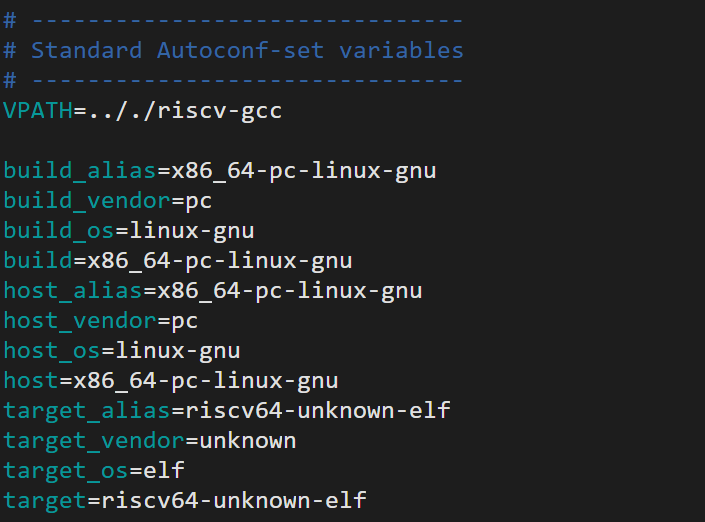 # -------------------------------
# Standard Autoconf-set variables
# -------------------------------
VPATH=.././riscv-gcc
build_alias=x86_64-pc-linux-gnu
build_vendor=pc
build_os=linux-gnu
build=x86_64-pc-linux-gnu
host_alias=x86_64-pc-linux-gnu
host_vendor=pc
host_os=linux-gnu
host=x86_64-pc-linux-gnu
target_alias=riscv64-unknown-elf
target_vendor=unknown
target_os=elf
target=riscv64-unknown-elf